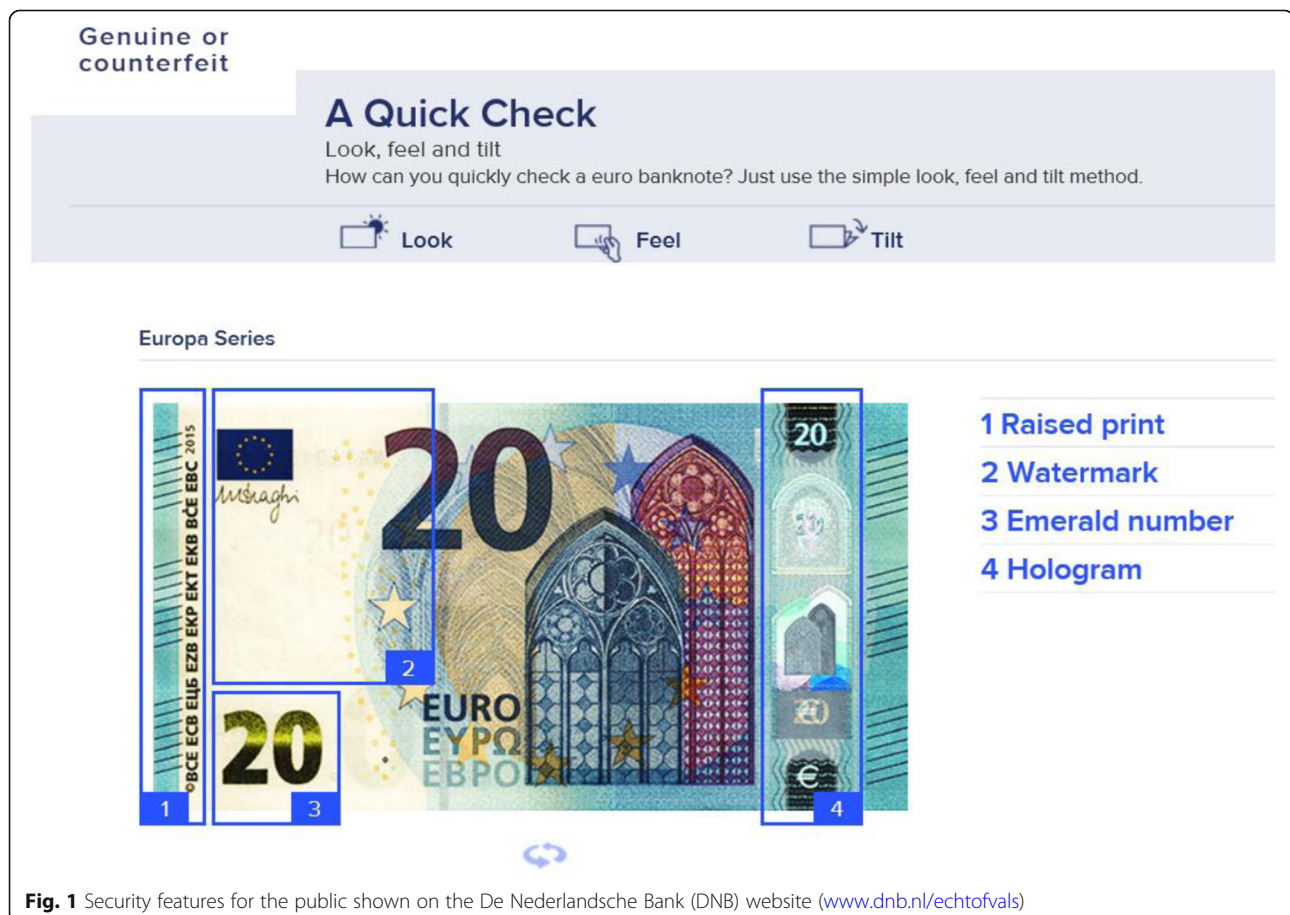 Genuine or
counterfeit
A Quick Check
Look, feel and tilt
How can you quickly check a euro banknote? Just use the simple look, feel and tilt method.
Look
Feel
Tilt
Europa Series
©BCE ECB ЕЦБ EZB EKP EKT EKB BĊE EBC 2015
20
20
20
20
€
EURO
ΕΥΡΩ
ЕВРО
20
1
2
3
4
1 Raised print
2 Watermark
3 Emerald number
4 Hologram
Fig. 1 Security features for the public shown on the De Nederlandsche Bank (DNB) website (www.dnb.nl/echtofvals)